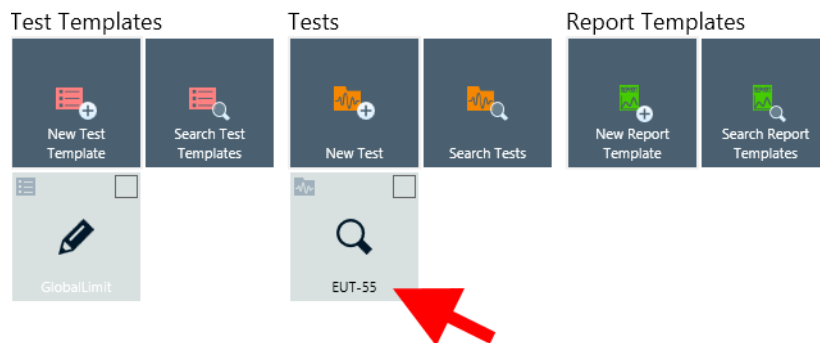 Test Templates
Tests
Report Templates
New Test
Template
Search Test
Templates
New Test
Search Tests
New Report
Template
Search Report
Templates
GlobalLimit
EUT-55